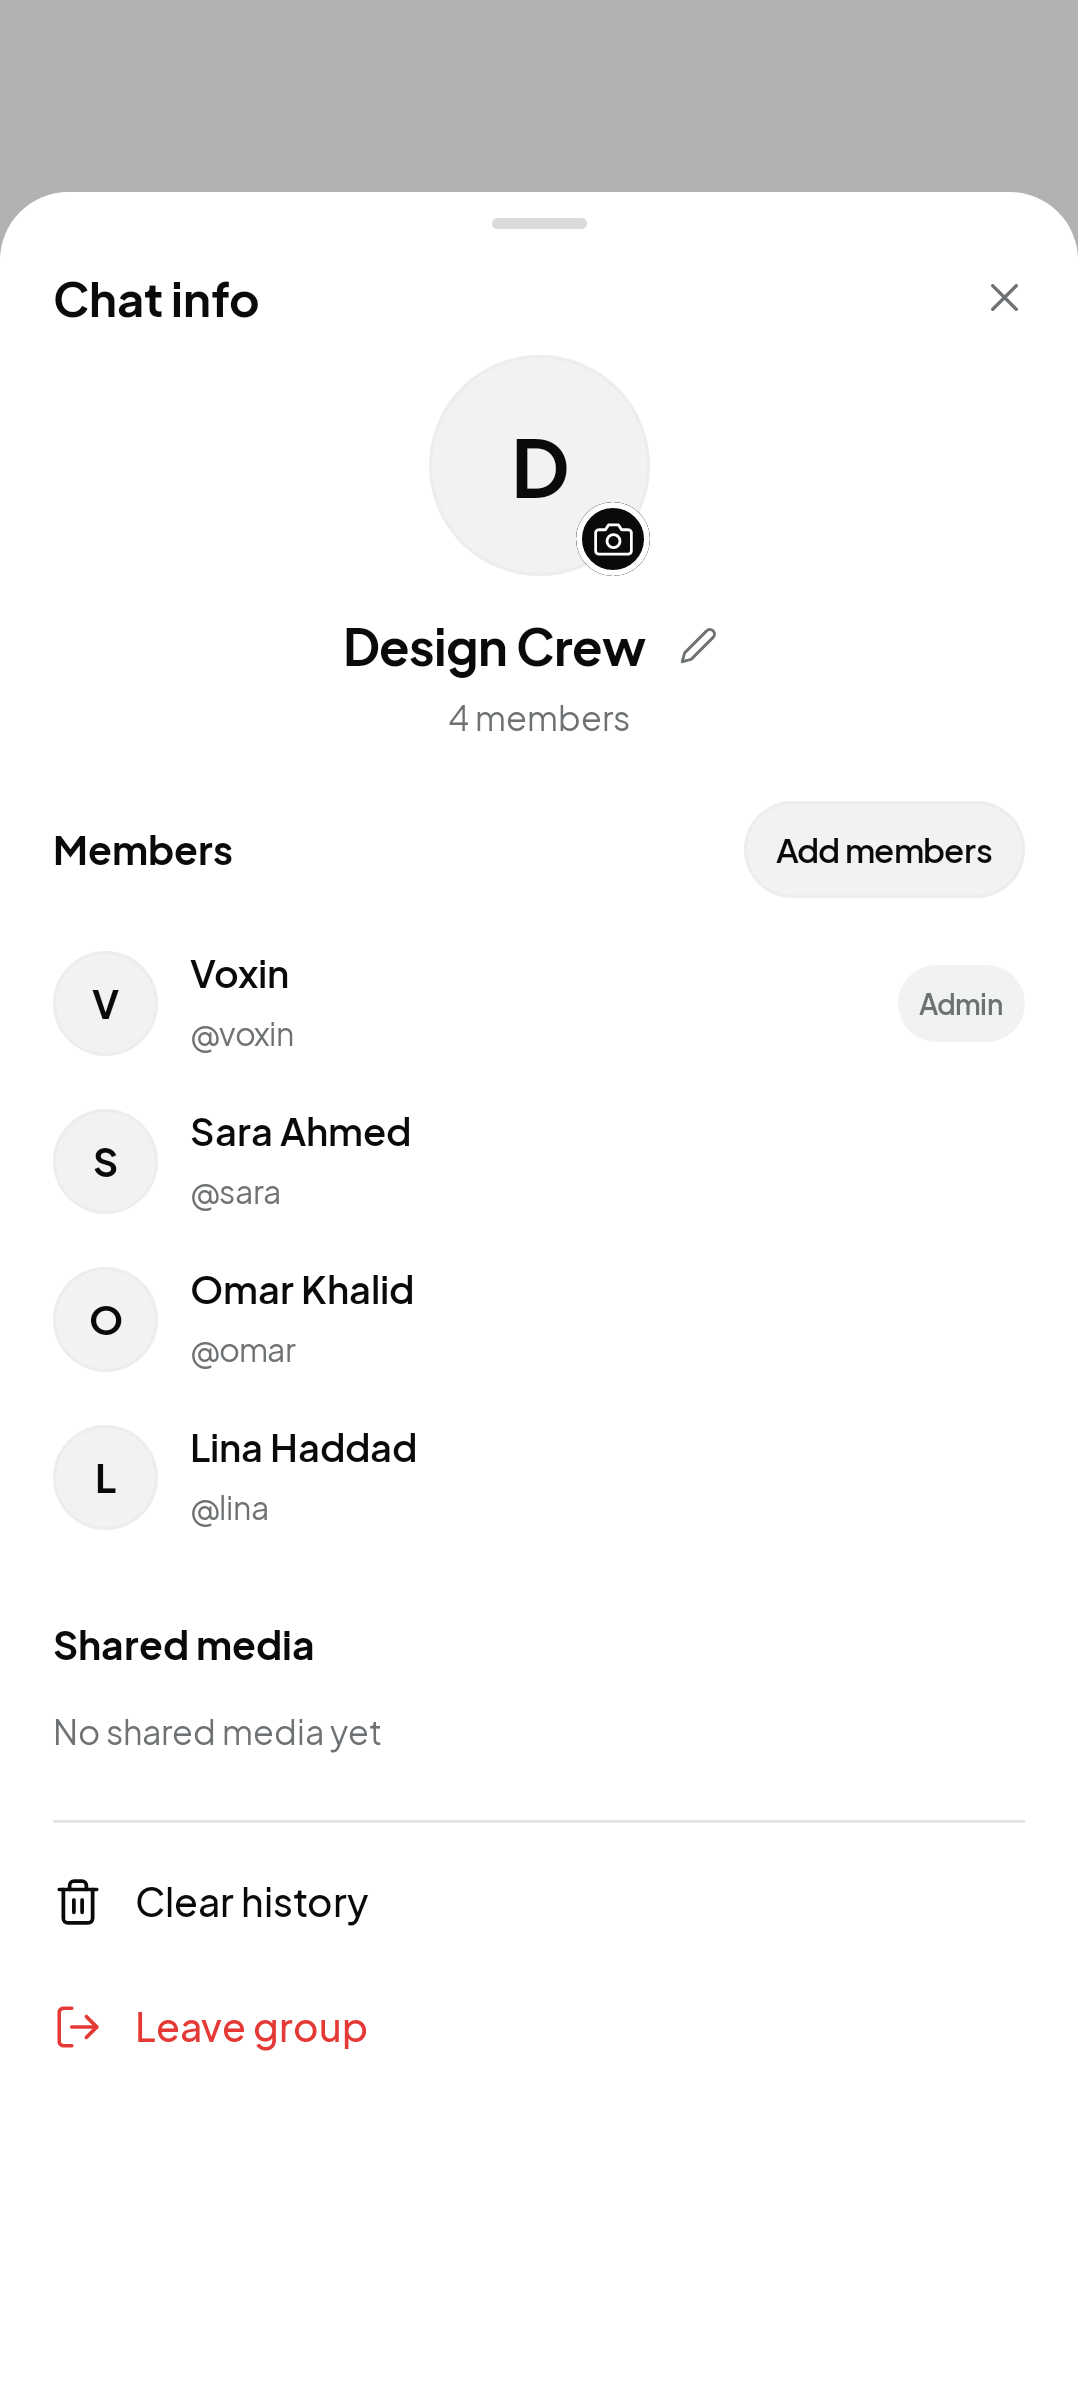 Chat info
D
Design Crew
4 members
Members
Add members
V
Voxin
@voxin
Admin
S
Sara Ahmed
@sara
O
Omar Khalid
@omar
L
Lina Haddad
@lina
Shared media
No shared media yet
Clear history
Leave group